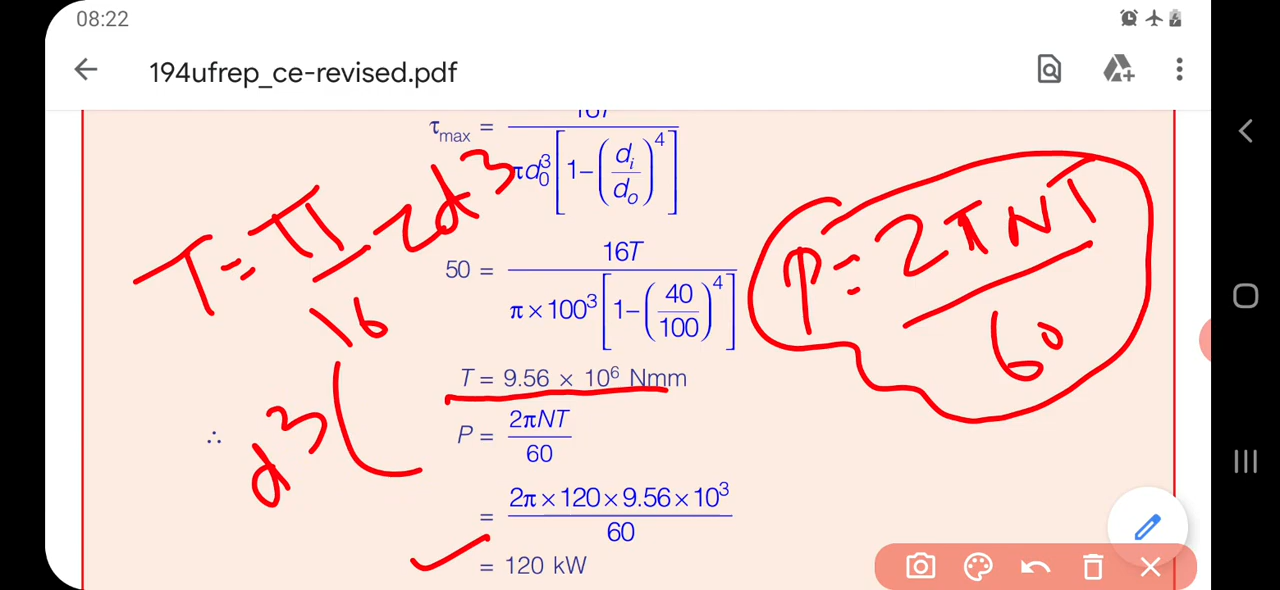 08:22
194ufrep_ce-revised.pdf
τmax = 16T / πd₀³[1−(dᵢ/dₒ)⁴]
T = π/16 τd³
50 = 16T / π×100³[1−(40/100)⁴]
P = 2πNT / 60
T = 9.56 × 10⁶ Nmm
d³(
∴ P = 2πNT / 60
= 2π×120×9.56×10³ / 60
= 120 kW